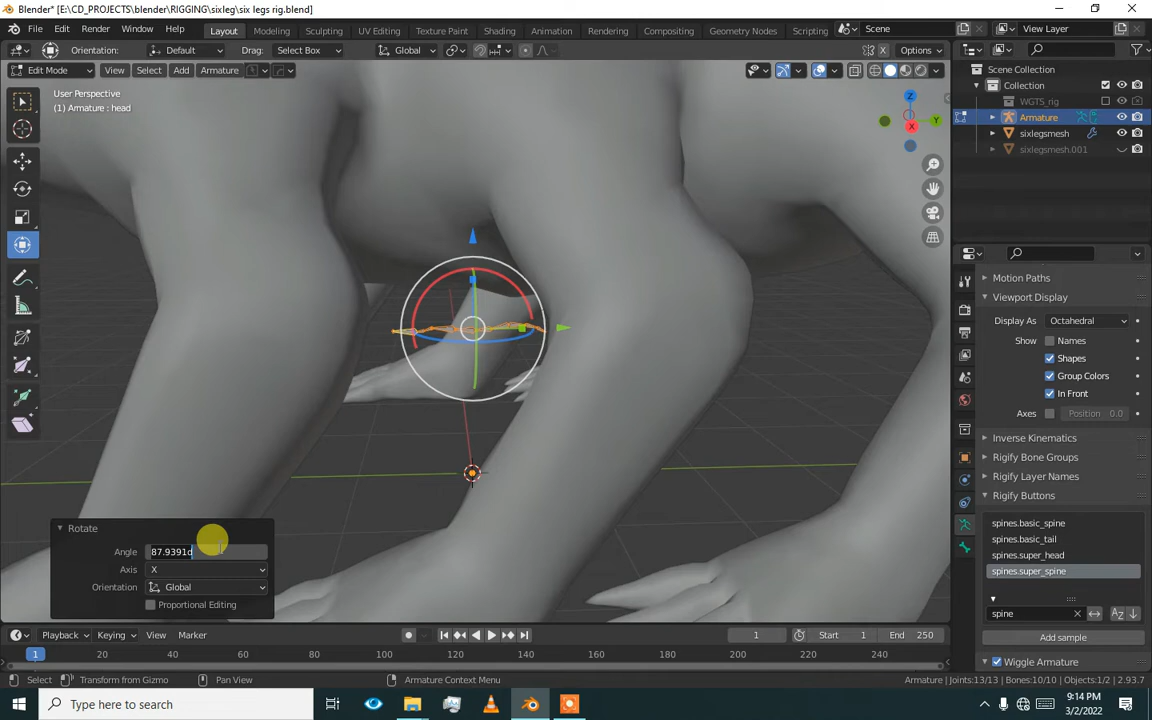 Blender* [E:\CD_PROJECTS\blender\RIGGING\sixleg\six legs rig.blend]
File Edit Render Window Help Layout Modeling Sculpting UV Editing Texture Paint Shading Animation Rendering Compositing Geometry Nodes Scripting Scene View Layer
Orientation: Default Drag: Select Box Global Options
Edit Mode View Select Add Armature
User Perspective
(1) Armature : head
Z
Y
X
Scene Collection
Collection
WGTS_rig
Armature
sixlegsmesh
sixlegsmesh.001
Motion Paths
Viewport Display
Display As Octahedral
Show Names
Shapes
Group Colors
In Front
Axes Position 0.0
Inverse Kinematics
Rigify Bone Groups
Rigify Layer Names
Rigify Buttons
spines.basic_spine
spines.basic_tail
spines.super_head
spines.super_spine
spine
Add sample
Wiggle Armature
Rotate
Angle 87.9391d
Axis X
Orientation Global
Proportional Editing
Playback Keying View Marker 1 Start 1 End 250
1 20 40 60 80 100 120 140 160 180 200 220 240
Select Transform from Gizmo Pan View Armature Context Menu Armature | Joints:13/13 | Bones:10/10 | Objects:1/2 | 2.93.7
Type here to search
9:14 PM
3/2/2022